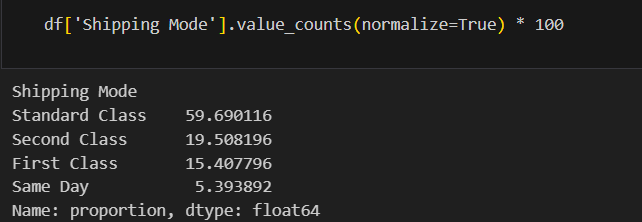 df['Shipping Mode'].value_counts(normalize=True) * 100
Shipping Mode
Standard Class    59.690116
Second Class      19.508196
First Class       15.407796
Same Day           5.393892
Name: proportion, dtype: float64